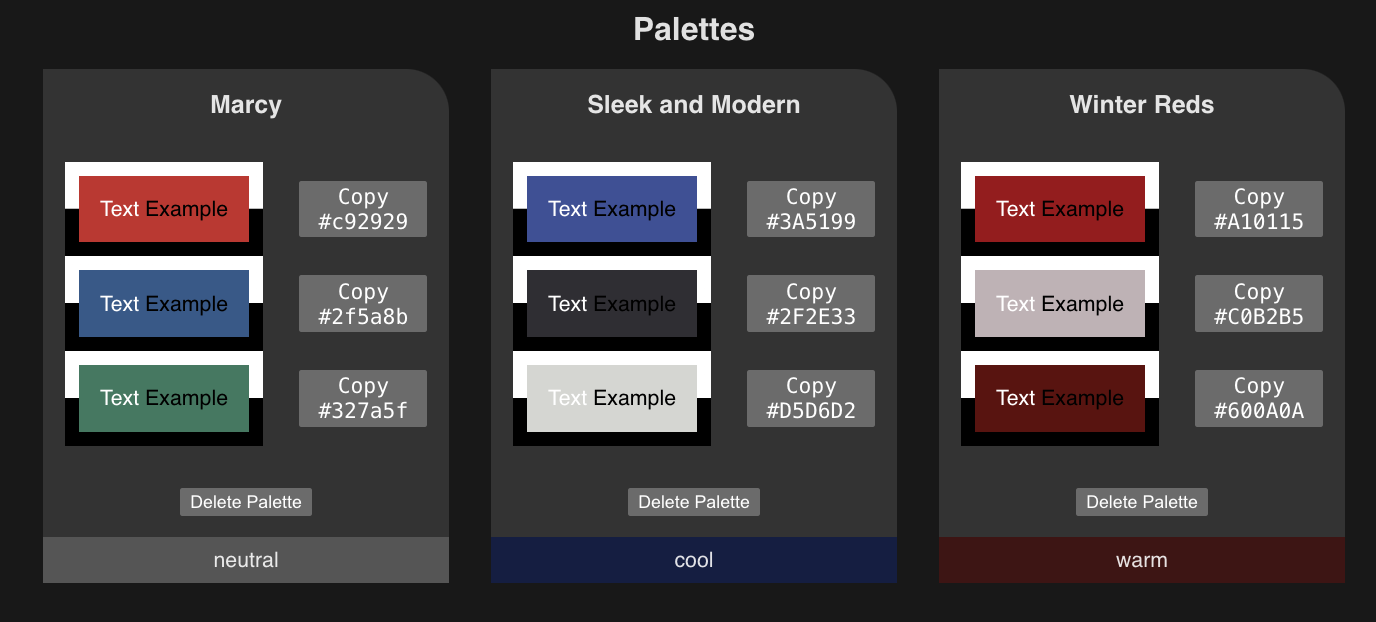 Palettes
Marcy
Text Example
Copy
#c92929
Text Example
Copy
#2f5a8b
Text Example
Copy
#327a5f
Delete Palette
neutral
Sleek and Modern
Text Example
Copy
#3A5199
Text Example
Copy
#2F2E33
Text Example
Copy
#D5D6D2
Delete Palette
cool
Winter Reds
Text Example
Copy
#A10115
Text Example
Copy
#C0B2B5
Text Example
Copy
#600A0A
Delete Palette
warm